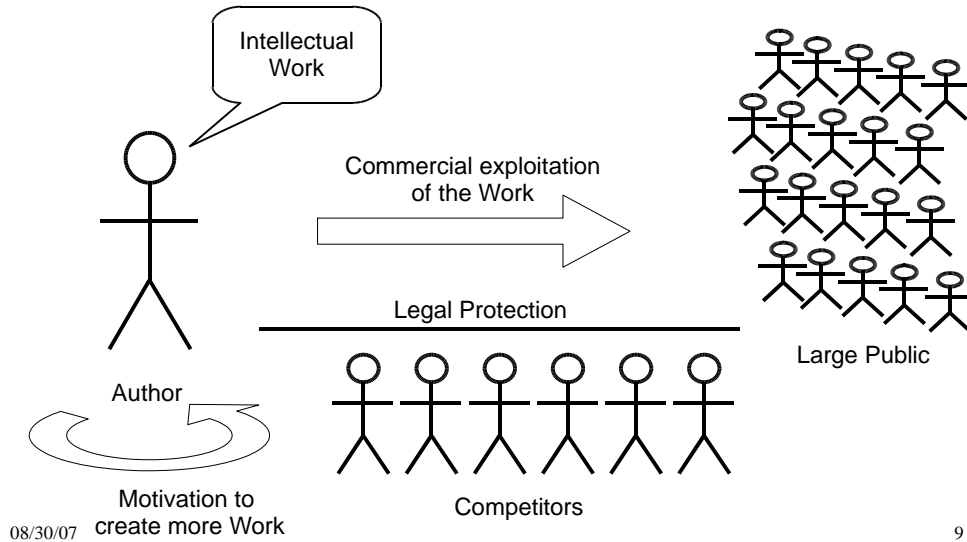 Intellectual
Work
Commercial exploitation
of the Work
Legal Protection
Large Public
Author
Competitors
Motivation to
create more Work
08/30/07
9